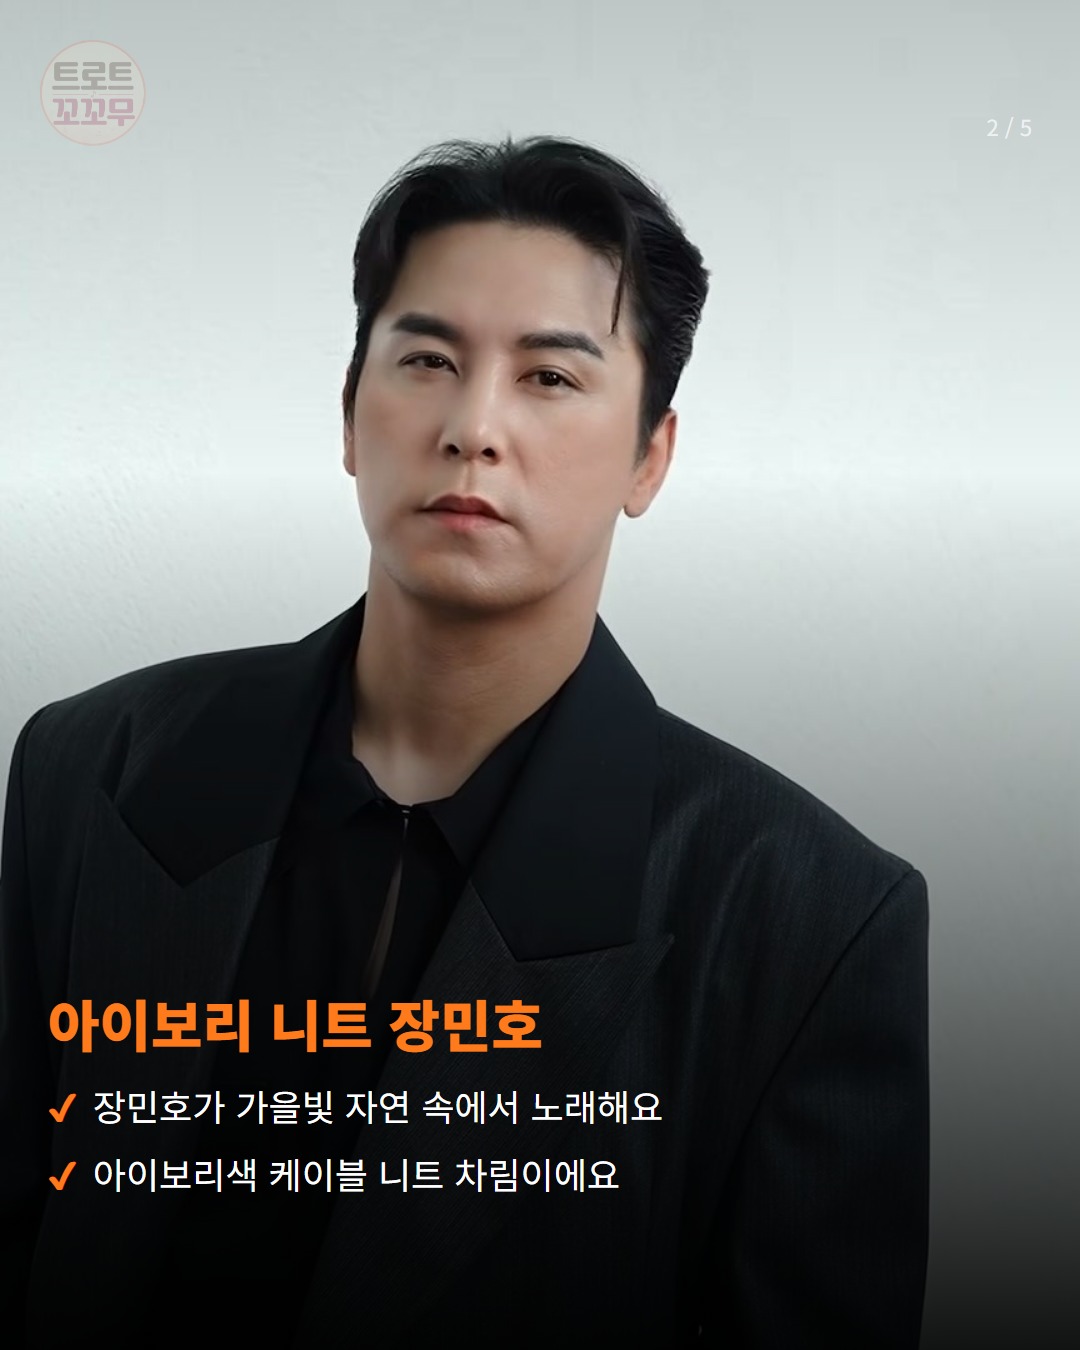 트로트
꼬꼬무
2 / 5
아이보리 니트 장민호
✔ 장민호가 가을빛 자연 속에서 노래해요
✔ 아이보리색 케이블 니트 차림이에요